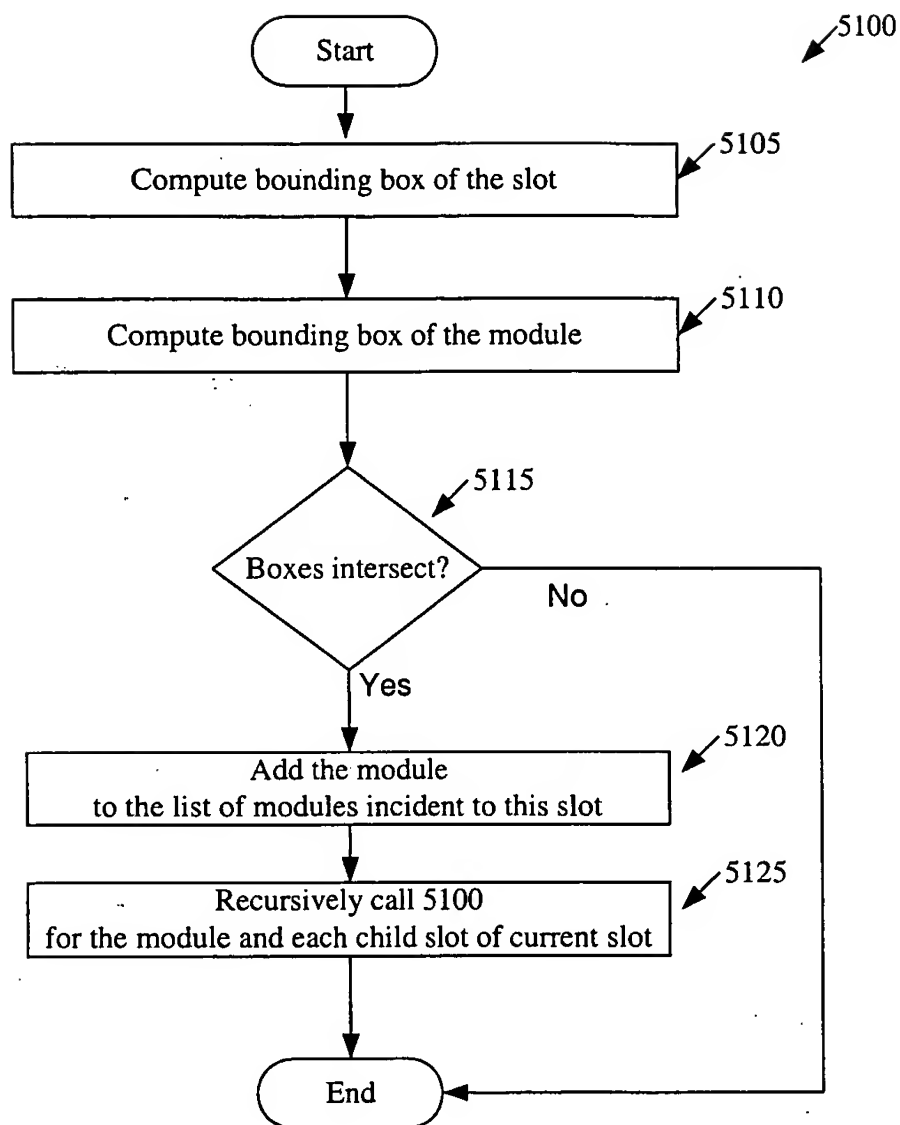 Start
5100
5105
Compute bounding box of the slot
5110
Compute bounding box of the module
5115
Boxes intersect?
No
Yes
5120
Add the module
to the list of modules incident to this slot
5125
Recursively call 5100
for the module and each child slot of current slot
End